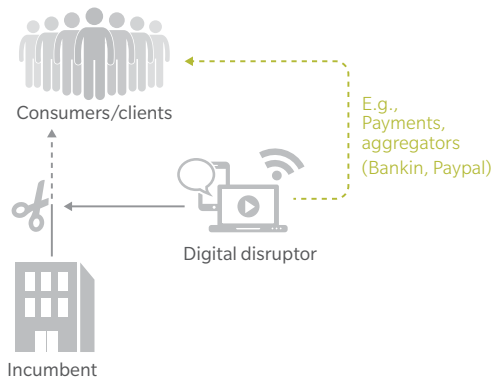 Consumers/clients
E.g.,
Payments,
aggregators
(Bankin, Paypal)
Digital disruptor
Incumbent